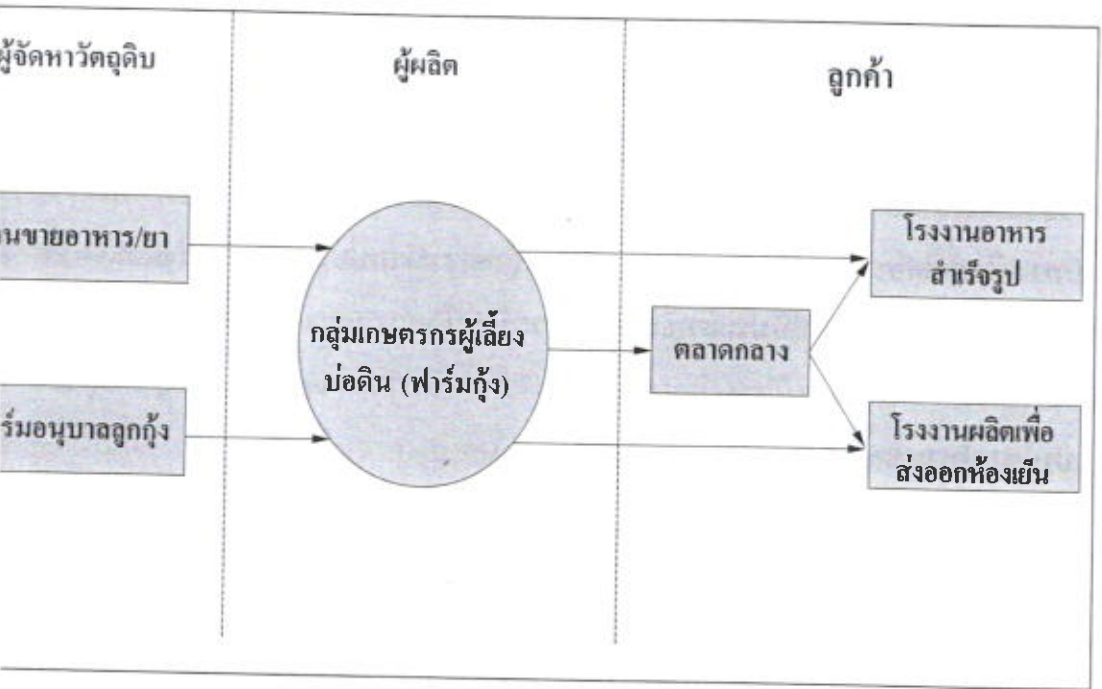 ผู้จัดหาวัตถุดิบ
ผู้ผลิต
ลูกค้า
นขายอาหาร/ยา
ร์มอนุบาลลูกกุ้ง
กลุ่มเกษตรกรผู้เลี้ยง
บ่อดิน (ฟาร์มกุ้ง)
ตลาดกลาง
โรงงานอาหาร
สำเร็จรูป
โรงงานผลิตเพื่อ
ส่งออกห้องเย็น